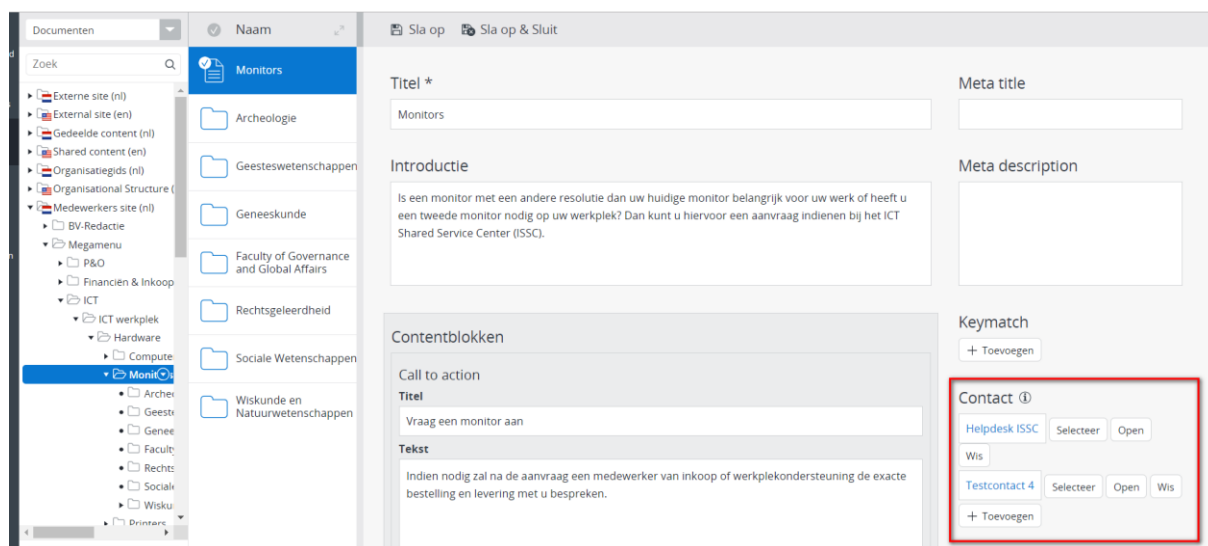 Documenten
Zoek
Externe site (nl)
External site (en)
Gedeelde content (nl)
Shared content (en)
Organisatiegids (nl)
Organisational Structure (
Medewerkers site (nl)
BV-Redactie
Megamenu
P&O
Financiën & Inkoop
ICT
ICT werkplek
Hardware
Compute
Monit
Archeo
Geeste
Genee
Facult
Rechts
Sociale
Wisku
Printers
Naam
Monitors
Archeologie
Geesteswetenschappen
Geneeskunde
Faculty of Governance
and Global Affairs
Rechtsgeleerdheid
Sociale Wetenschappen
Wiskunde en
Natuurwetenschappen
Sla op Sla op & Sluit
Titel *
Monitors
Introductie
Is een monitor met een andere resolutie dan uw huidige monitor belangrijk voor uw werk of heeft u
een tweede monitor nodig op uw werkplek? Dan kunt u hiervoor een aanvraag indienen bij het ICT
Shared Service Center (ISSC).
Contentblokken
Call to action
Titel
Vraag een monitor aan
Tekst
Indien nodig zal na de aanvraag een medewerker van inkoop of werkplekondersteuning de exacte
bestelling en levering met u bespreken.
Meta title
Meta description
Keymatch
+ Toevoegen
Contact
Helpdesk ISSC Selecteer Open
Wis
Testcontact 4 Selecteer Open Wis
+ Toevoegen